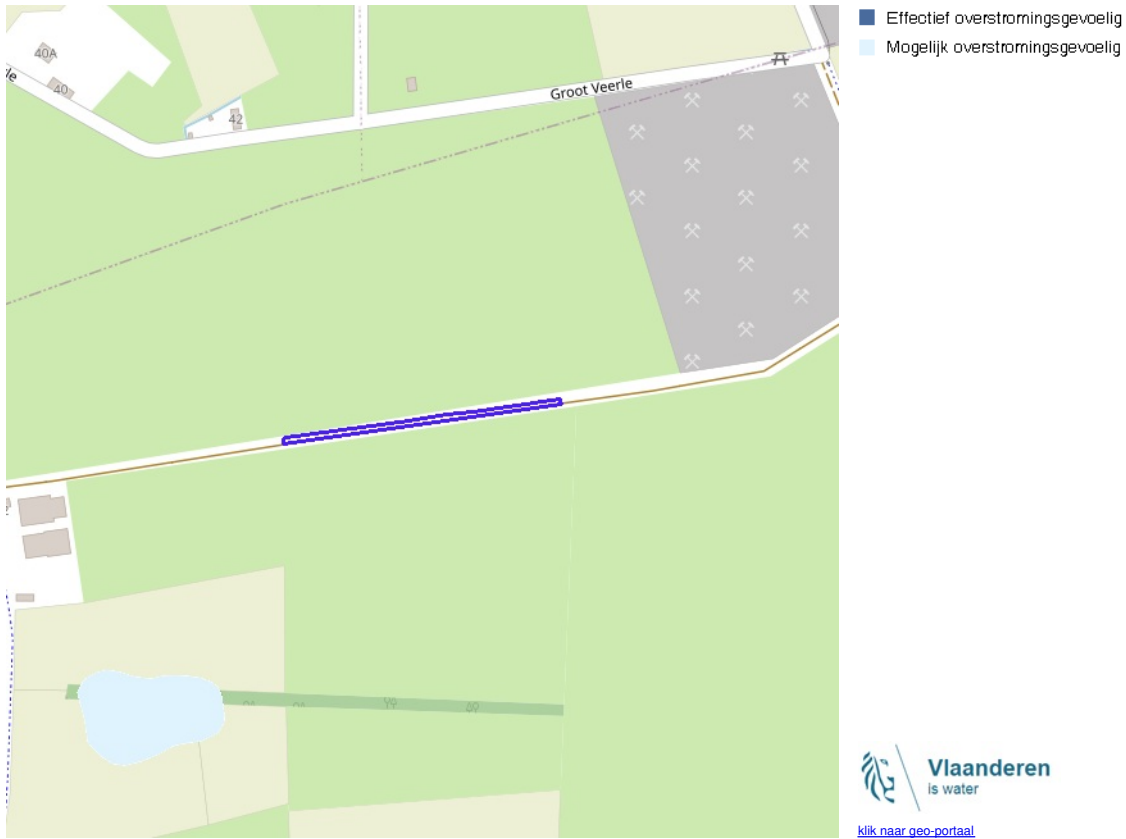 Effectief overstromingsgevoelig
Mogelijk overstromingsgevoelig
40A
40
42
Groot Veerle
Vlaanderen
is water
klik naar geo-portaal